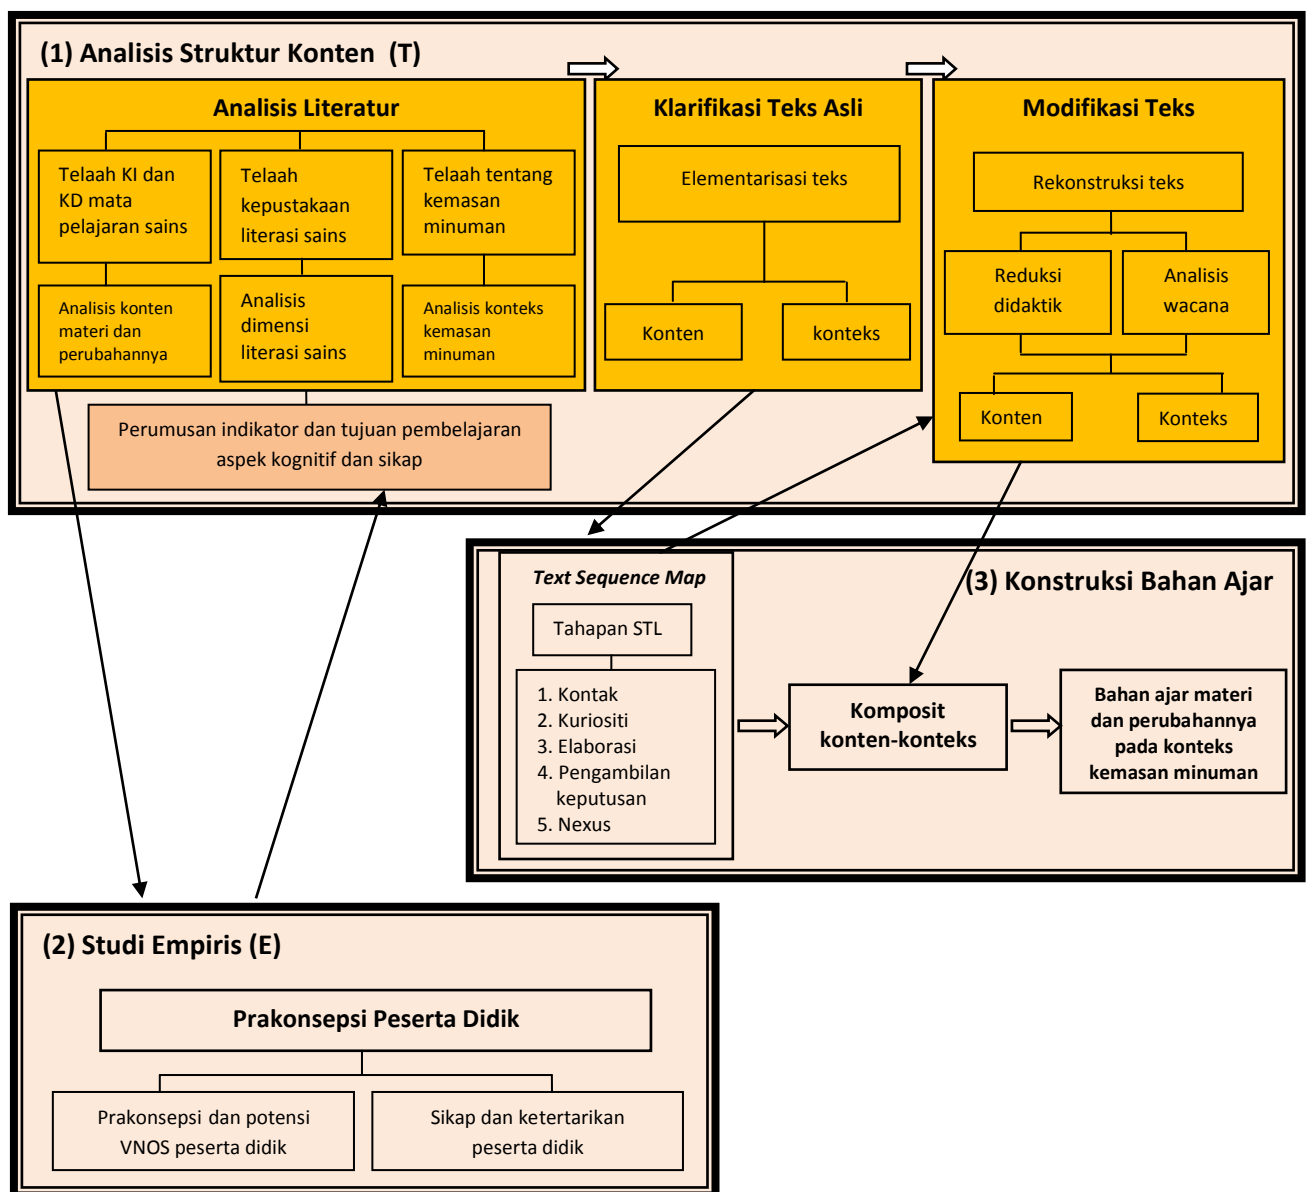 (1) Analisis Struktur Konten (T)
Analisis Literatur
Telaah KI dan
KD mata
pelajaran sains
Telaah
kepustakaan
literasi sains
Telaah tentang
kemasan
minuman
Analisis konten
materi dan
perubahannya
Analisis
dimensi
literasi sains
Analisis konteks
kemasan
minuman
Perumusan indikator dan tujuan pembelajaran
aspek kognitif dan sikap
Klarifikasi Teks Asli
Elementarisasi teks
Konten
konteks
Modifikasi Teks
Rekonstruksi teks
Reduksi
didaktik
Analisis
wacana
Konten
Konteks
(3) Konstruksi Bahan Ajar
Text Sequence Map
Tahapan STL
1. Kontak
2. Kuriositi
3. Elaborasi
4. Pengambilan
keputusan
5. Nexus
Komposit
konten-konteks
Bahan ajar materi
dan perubahannya
pada konteks
kemasan minuman
(2) Studi Empiris (E)
Prakonsepsi Peserta Didik
Prakonsepsi dan potensi
VNOS peserta didik
Sikap dan ketertarikan
peserta didik